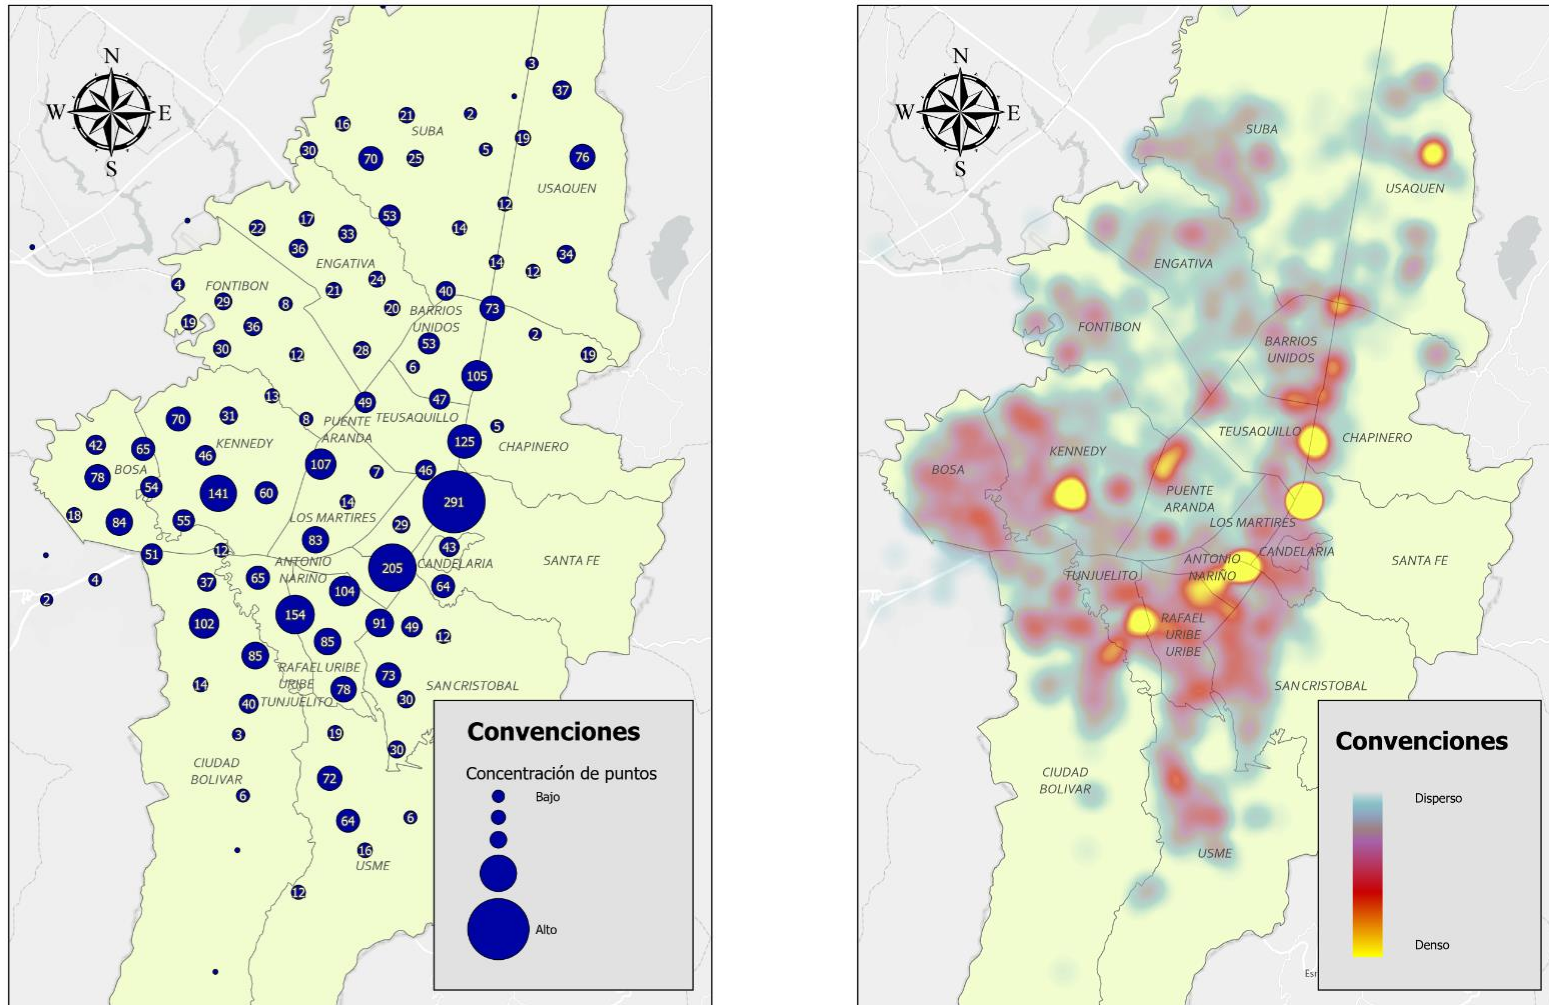 N
W E
S
3
37
21
2
16
SUBA
19
30
70
25
5
76
USAQUEN
12
53
17
22
33
14
36
34
ENGATIVA
14
12
24
4
FONTIBON
21
40
29
8
20
73
BARRIOS
UNIDOS
19
36
2
53
30
12
28
19
6
105
13
49
47
70
31
8
PUENTE
ARANDA
TEUSAQUILLO
5
42
65
KENNEDY
125
CHAPINERO
46
BOSA
107
7
46
78
54
141
60
291
14
18
84
55
LOS MARTIRES
29
83
43
51
12
ANTONIO
NARIÑO
205
CANDELARIA
SANTA FE
4
37
65
104
64
2
154
102
91
49
85
12
85
RAFAEL URIBE
URIBE
73
14
78
SAN CRISTOBAL
40
TUNJUELITO
30
3
19
30
CIUDAD
BOLIVAR
72
6
64
6
16
USME
12
Convenciones
Concentración de puntos
Bajo
Alto
N
W E
S
SUBA
USAQUEN
ENGATIVA
FONTIBON
BARRIOS
UNIDOS
TEUSAQUILLO
CHAPINERO
KENNEDY
BOSA
PUENTE
ARANDA
LOS MARTIRES
ANTONIO
NARIÑO
CANDELARIA
SANTA FE
TUNJUELITO
RAFAEL
URIBE
URIBE
SAN CRISTOBAL
CIUDAD
BOLIVAR
USME
Convenciones
Disperso
Denso